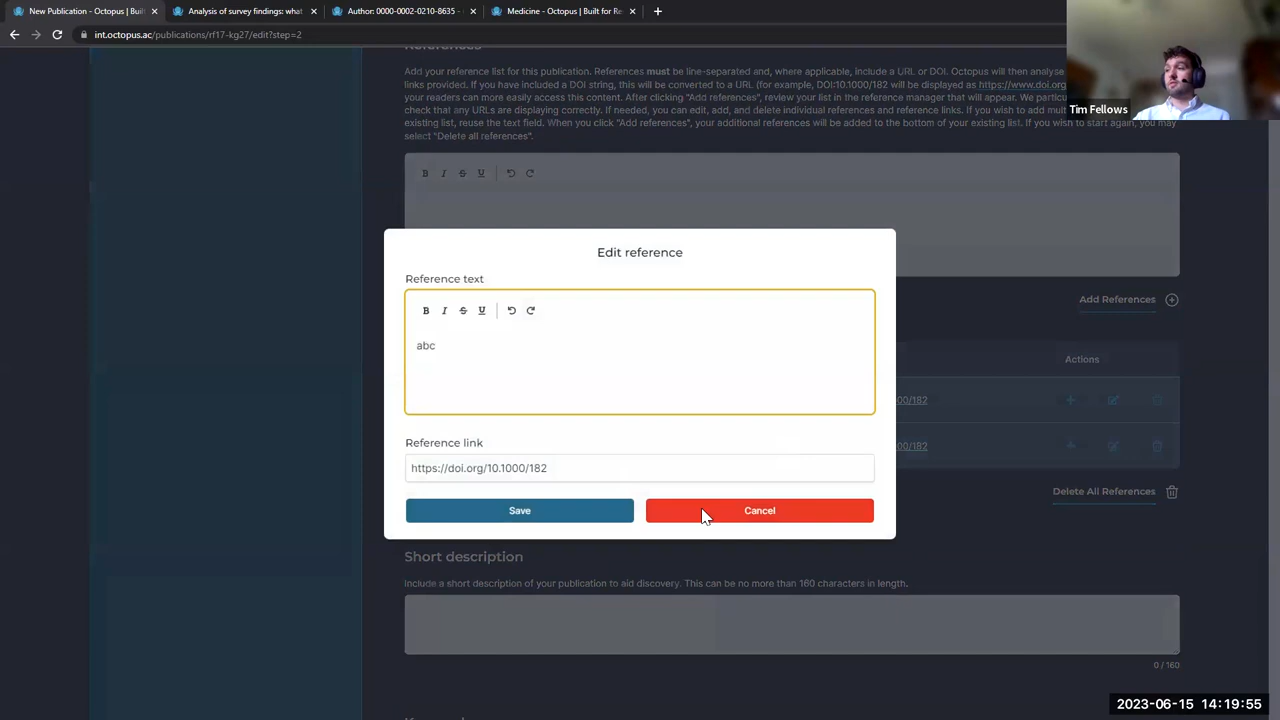 New Publication - Octopus | Buil
Analysis of survey findings: what
Author: 0000-0002-0210-8635 -
Medicine - Octopus | Built for Re
int.octopus.ac/publications/rf17-kg27/edit?step=2
References
Add your reference list for this publication. References must be line-separated and, where applicable, include a URL or DOI. Octopus will then analyse
links provided. If you have included a DOI string, this will be converted to a URL (for example, DOI:10.1000/182 will be displayed as https://www.doi.org
your readers can more easily access this content. After clicking "Add references", review your list in the reference manager that will appear. We particu
check that any URLs are displaying correctly. If needed, you can edit, add, and delete individual references and reference links. If you wish to add mult
existing list, reuse the text field. When you click "Add references", your additional references will be added to the bottom of your existing list. If you wish to start again, you may
select "Delete all references".
Tim Fellows
B I S U
Edit reference
Reference text
B I S U
abc
Reference link
https://doi.org/10.1000/182
Save
Cancel
Add References
Actions
00/182
00/182
Delete All References
Short description
Include a short description of your publication to aid discovery. This can be no more than 160 characters in length.
0 / 160
2023-06-15 14:19:55